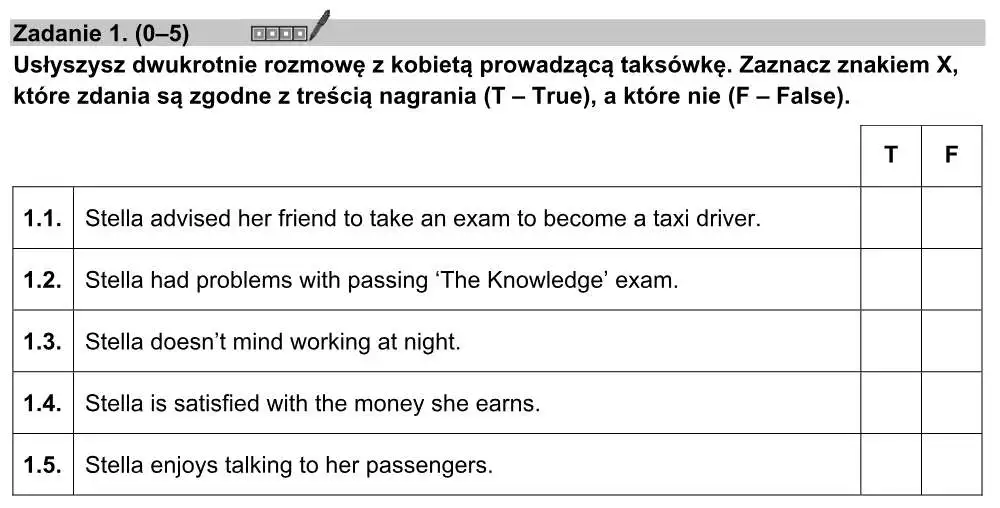 Zadanie 1. (0–5)
Usłyszysz dwukrotnie rozmowę z kobietą prowadzącą taksówkę. Zaznacz znakiem X,
które zdania są zgodne z treścią nagrania (T – True), a które nie (F – False).
T F
1.1. Stella advised her friend to take an exam to become a taxi driver.
1.2. Stella had problems with passing ‘The Knowledge’ exam.
1.3. Stella doesn’t mind working at night.
1.4. Stella is satisfied with the money she earns.
1.5. Stella enjoys talking to her passengers.